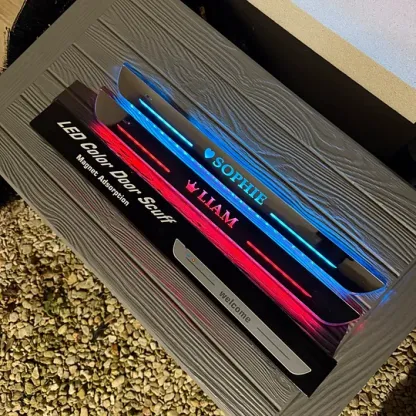 SOPHIE
LIAM
LED Color Door Scuff
Magnet Adsorption
welcome